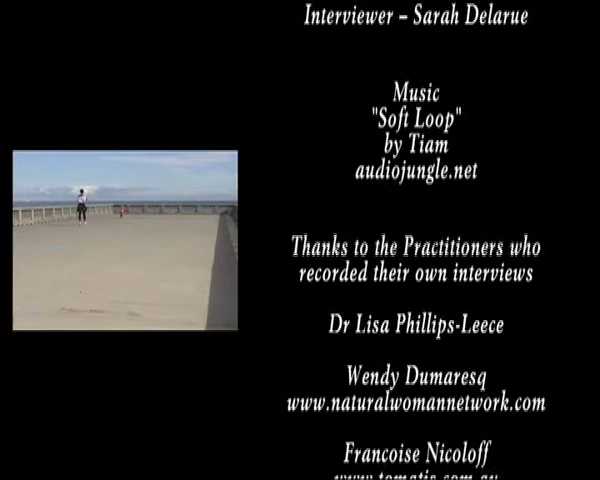 Interviewer – Sarah Delarue
Music
"Soft Loop"
by Tiam
audiojungle.net
Thanks to the Practitioners who
recorded their own interviews
Dr Lisa Phillips-Leece
Wendy Dumaresq
www.naturalwomannetwork.com
Francoise Nicoloff